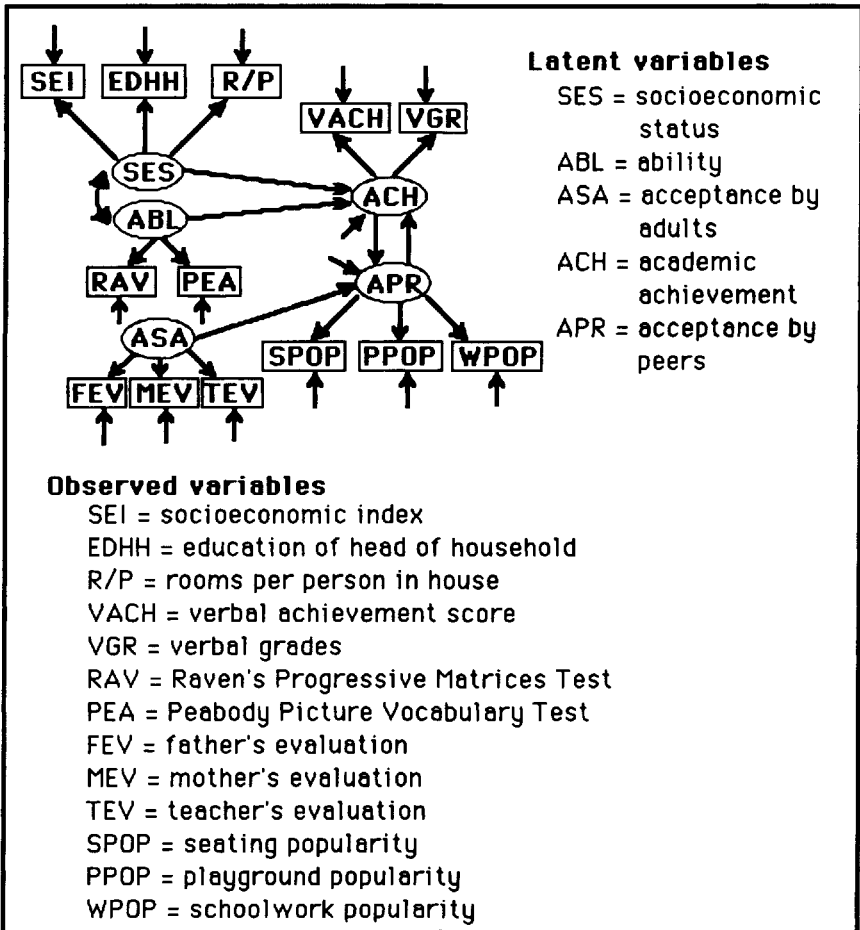 SEI EDHH R/P
VACH VGR
SES
ABL
ACH
RAV PEA
APR
ASA
SPOP PPOP WPOP
FEV MEV TEV
Latent variables
SES = socioeconomic
status
ABL = ability
ASA = acceptance by
adults
ACH = academic
achievement
APR = acceptance by
peers
Observed variables
SEI = socioeconomic index
EDHH = education of head of household
R/P = rooms per person in house
VACH = verbal achievement score
VGR = verbal grades
RAV = Raven's Progressive Matrices Test
PEA = Peabody Picture Vocabulary Test
FEV = father's evaluation
MEV = mother's evaluation
TEV = teacher's evaluation
SPOP = seating popularity
PPOP = playground popularity
WPOP = schoolwork popularity